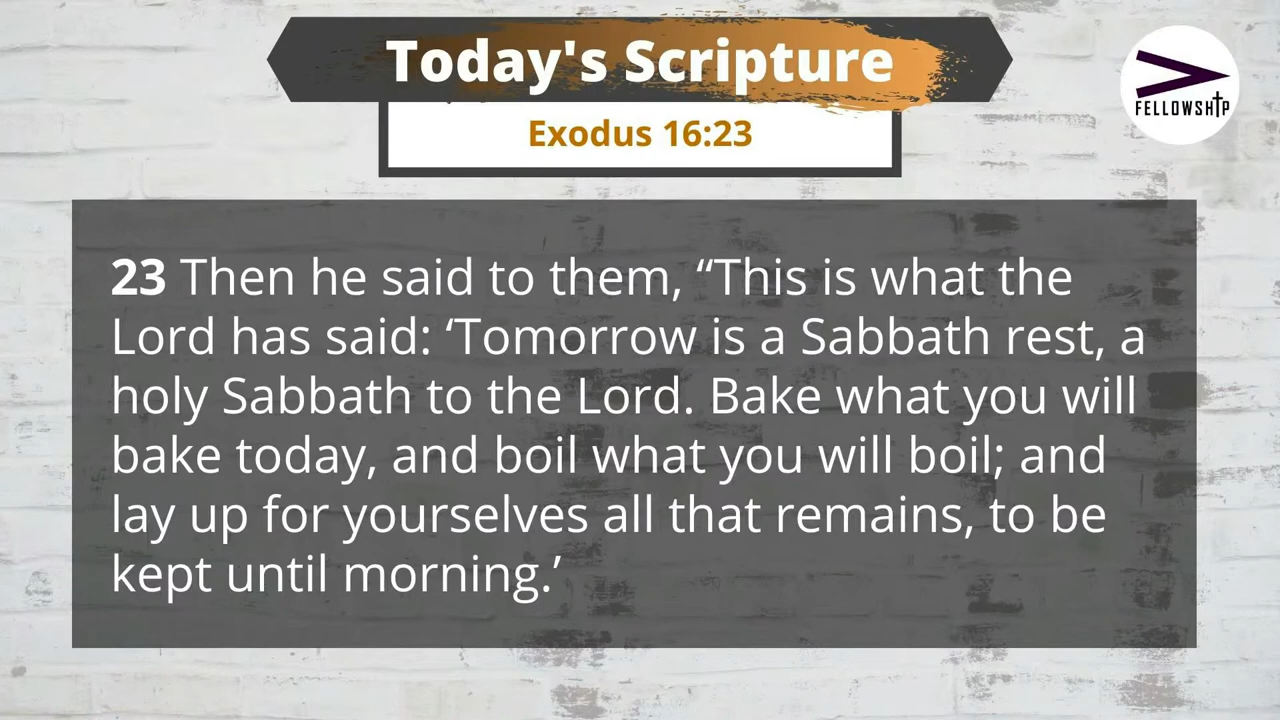 Today's Scripture
FELLOWSHIP
Exodus 16:23
23 Then he said to them, “This is what the
Lord has said: ‘Tomorrow is a Sabbath rest, a
holy Sabbath to the Lord. Bake what you will
bake today, and boil what you will boil; and
lay up for yourselves all that remains, to be
kept until morning.’